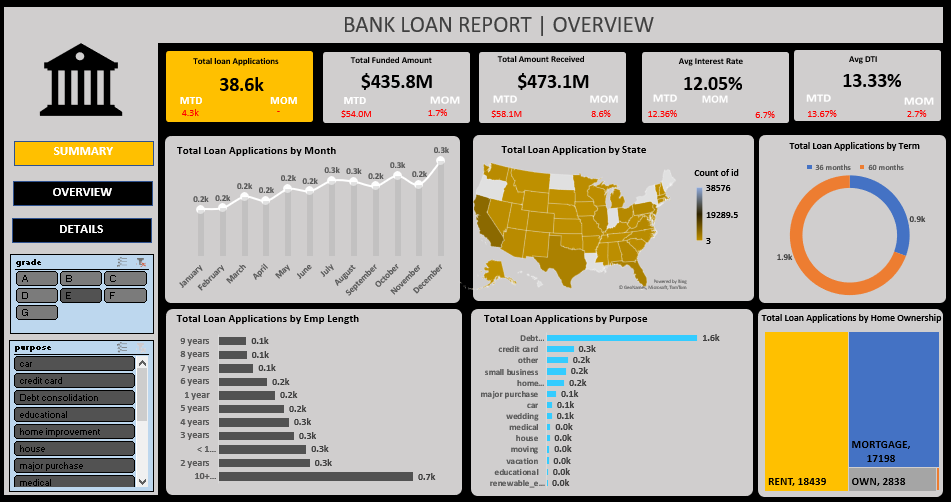 BANK LOAN REPORT | OVERVIEW
Total loan Applications
38.6k
MTD MOM
4.3k -
Total Funded Amount
$435.8M
MTD MOM
$54.0M 1.7%
Total Amount Received
$473.1M
MTD MOM
$58.1M 8.6%
Avg Interest Rate
12.05%
MTD MOM
12.36% 6.7%
Avg DTI
13.33%
MTD MOM
13.67% 2.7%
SUMMARY
OVERVIEW
DETAILS
grade
A B C
D E F
G
purpose
car
credit card
Debt consolidation
educational
home improvement
house
major purchase
medical
Total Loan Applications by Month
0.2k 0.2k 0.2k 0.2k 0.2k 0.2k 0.3k 0.3k 0.2k 0.3k 0.2k 0.3k
January February March April May June July August September October November December
Total Loan Application by State
Count of id
38576
19289.5
3
Powered by Bing
© GeoNames, Microsoft, TomTom
Total Loan Applications by Term
36 months 60 months
0.9k
1.9k
Total Loan Applications by Emp Length
9 years 0.1k
8 years 0.1k
7 years 0.1k
6 years 0.2k
1 year 0.2k
5 years 0.2k
4 years 0.3k
3 years 0.3k
< 1... 0.3k
2 years 0.3k
10+... 0.7k
Total Loan Applications by Purpose
Debt... 1.6k
credit card 0.3k
other 0.2k
small business 0.2k
home... 0.2k
major purchase 0.1k
car 0.1k
wedding 0.1k
medical 0.0k
house 0.0k
moving 0.0k
vacation 0.0k
educational 0.0k
renewable_e... 0.0k
Total Loan Applications by Home Ownership
MORTGAGE,
17198
RENT, 18439
OWN, 2838